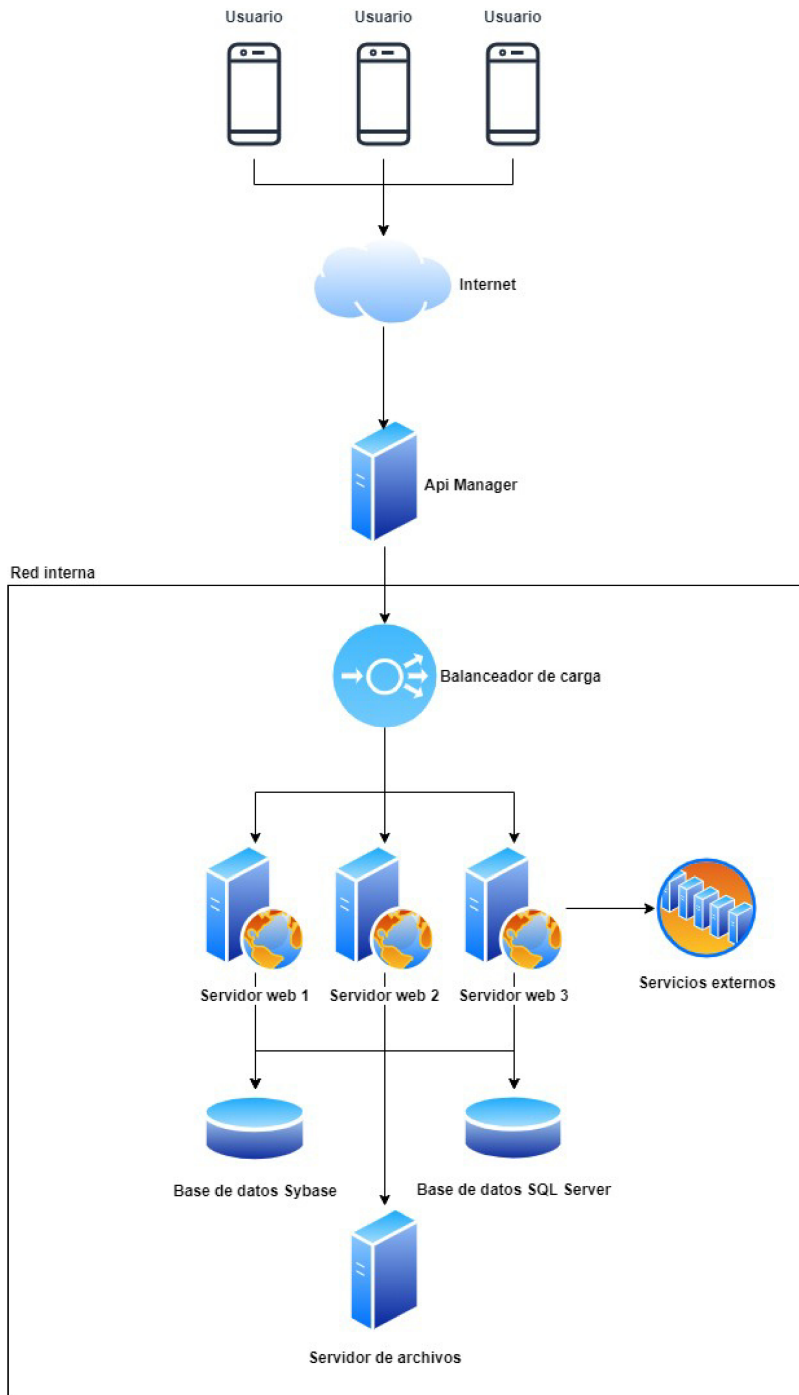 Usuario
Usuario
Usuario
Internet
Api Manager
Red interna
Balanceador de carga
Servidor web 1
Servidor web 2
Servidor web 3
Servicios externos
Base de datos Sybase
Base de datos SQL Server
Servidor de archivos